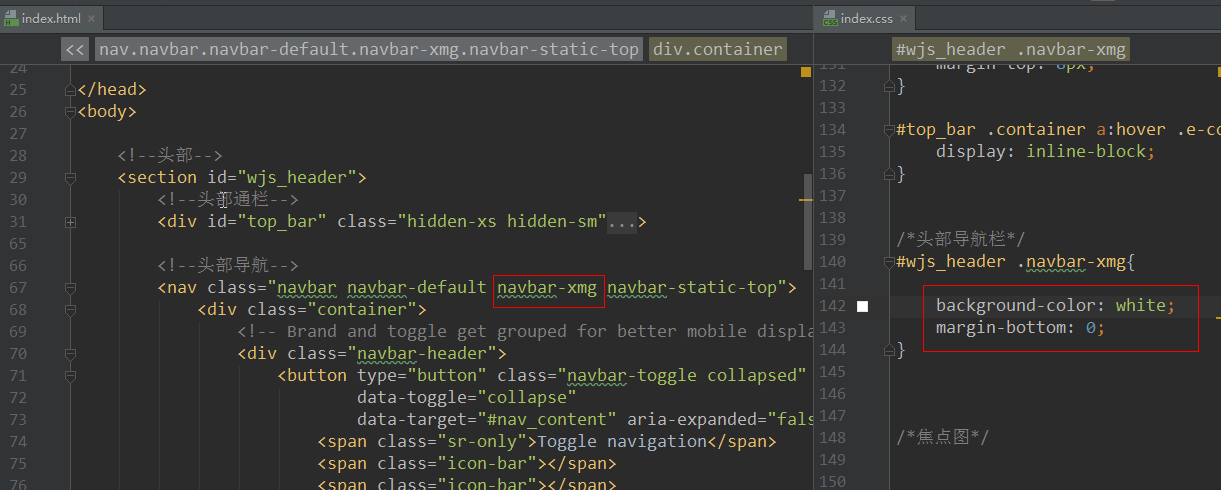 index.html
<< nav.navbar.navbar-default.navbar-xmg.navbar-static-top div.container
24
25 </head>
26 <body>
27
28 <!--头部-->
29 <section id="wjs_header">
30 <!--头部通栏-->
31 <div id="top_bar" class="hidden-xs hidden-sm"...>
65
66 <!--头部导航-->
67 <nav class="navbar navbar-default navbar-xmg navbar-static-top">
68 <div class="container">
69 <!-- Brand and toggle get grouped for better mobile displa
70 <div class="navbar-header">
71 <button type="button" class="navbar-toggle collapsed"
72 data-toggle="collapse"
73 data-target="#nav_content" aria-expanded="fals
74 <span class="sr-only">Toggle navigation</span>
75 <span class="icon-bar"></span>
76 <span class="icon-bar"></span>
index.css
#wjs_header .navbar-xmg
131 margin-top: 8px;
132 }
133
134 #top_bar .container a:hover .e-co
135 display: inline-block;
136 }
137
138
139 /*头部导航栏*/
140 #wjs_header .navbar-xmg{
141
142 background-color: white;
143 margin-bottom: 0;
144 }
145
146
147
148 /*焦点图*/
149
150